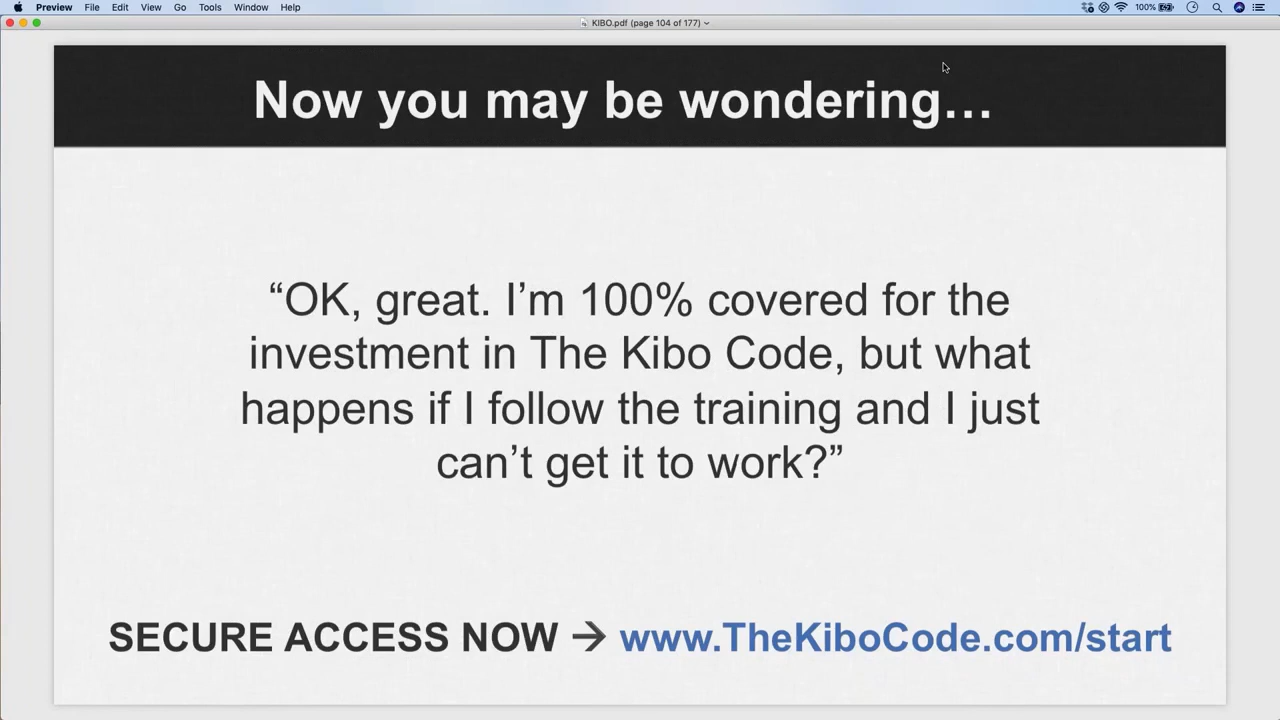 Preview File Edit View Go Tools Window Help 100%
KIBO.pdf (page 104 of 177)
Now you may be wondering…
“OK, great. I’m 100% covered for the
investment in The Kibo Code, but what
happens if I follow the training and I just
can’t get it to work?”
SECURE ACCESS NOW → www.TheKiboCode.com/start